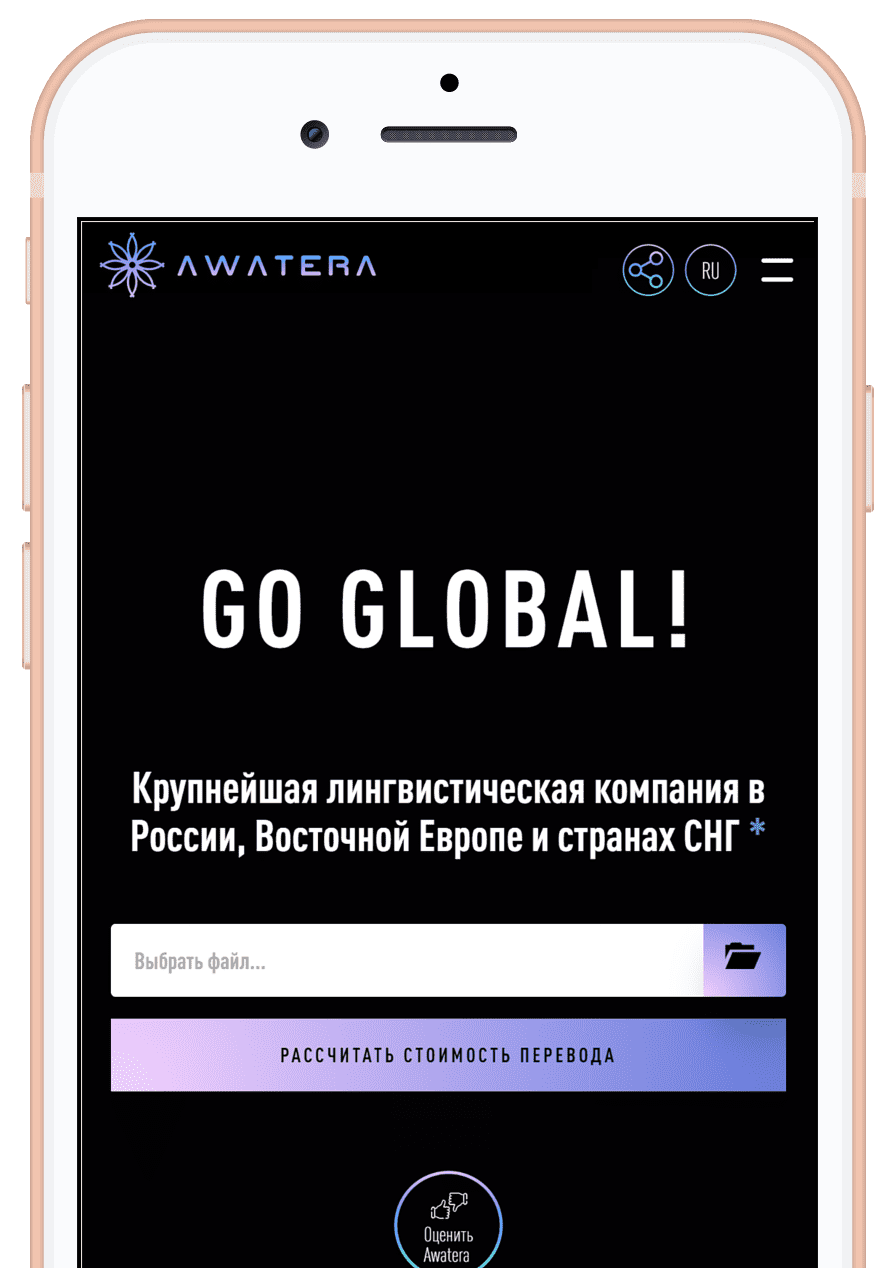 AWATERA
RU
GO GLOBAL!
Крупнейшая лингвистическая компания в
России, Восточной Европе и странах СНГ *
Выбрать файл...
РАССЧИТАТЬ СТОИМОСТЬ ПЕРЕВОДА
Оценить
Awatera